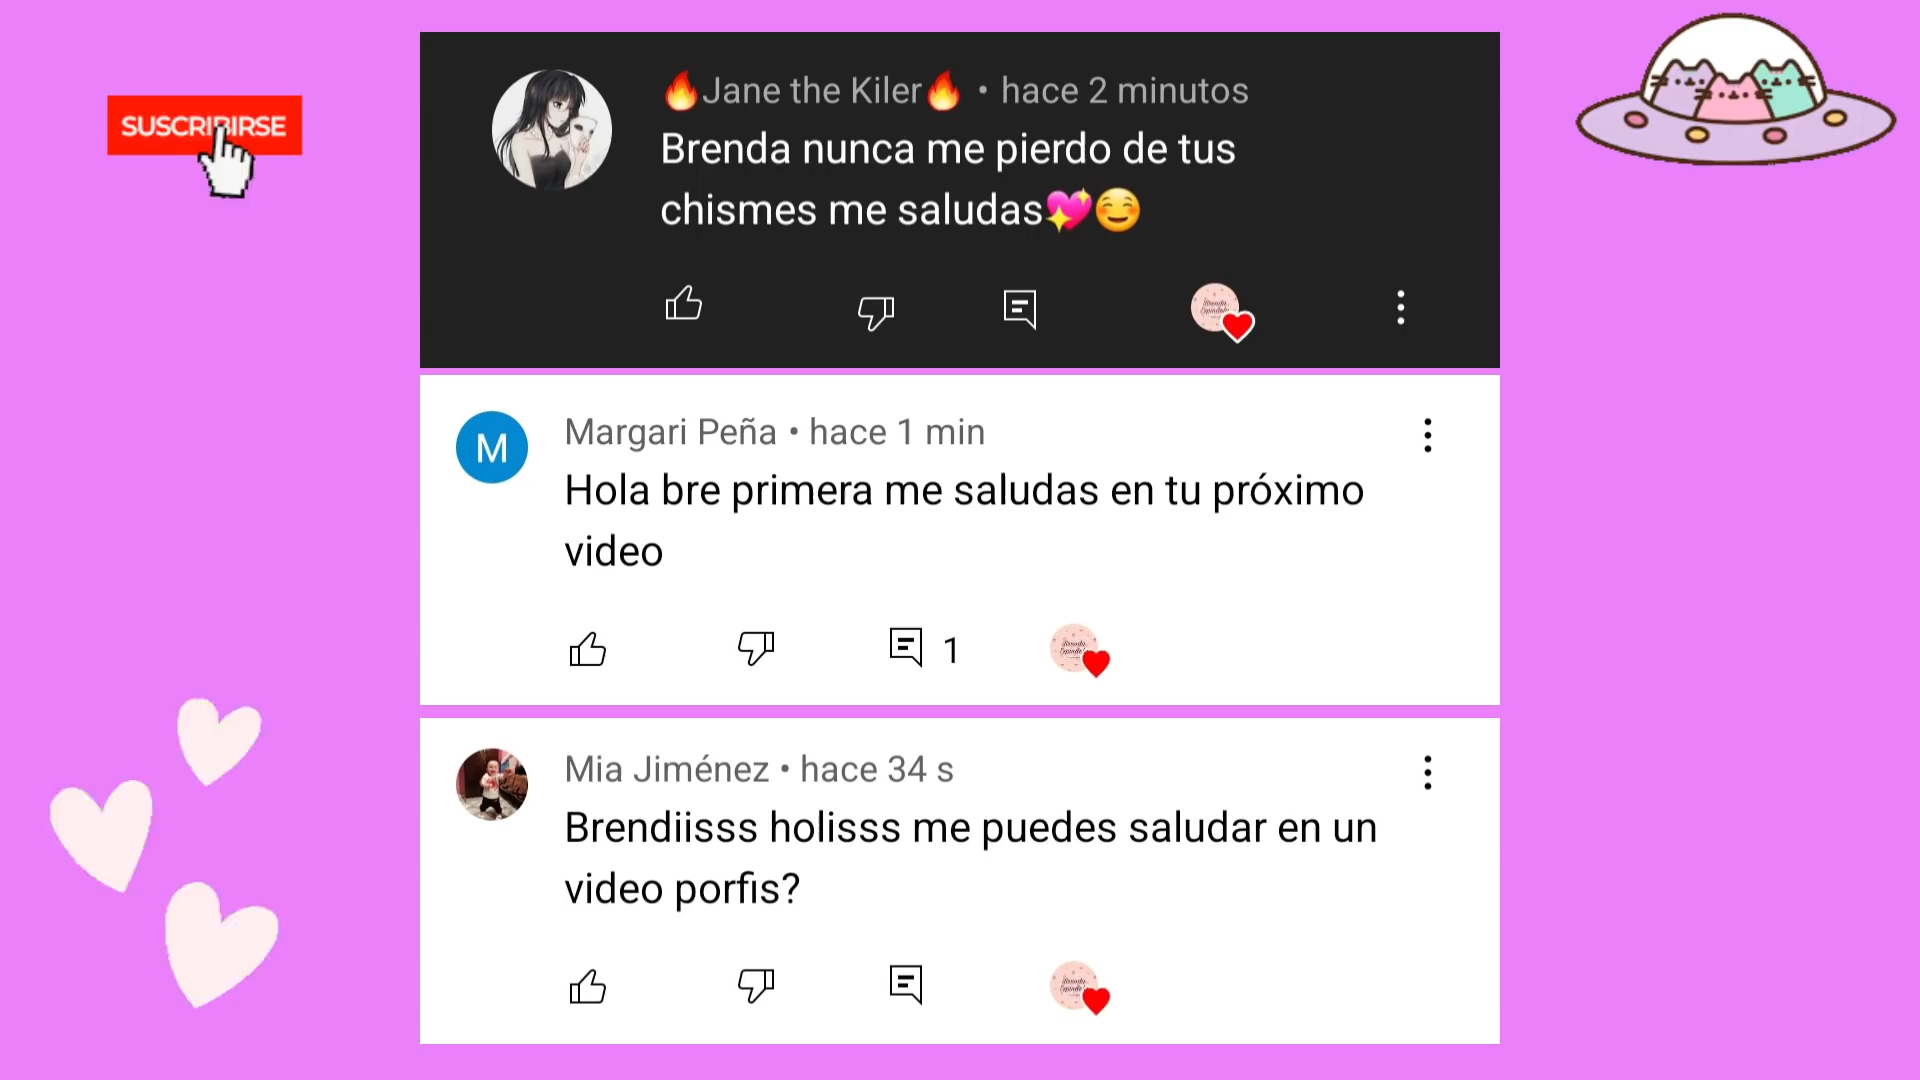 SUSCRIBIRSE
🔥Jane the Kiler🔥 • hace 2 minutos
Brenda nunca me pierdo de tus
chismes me saludas💖☺️
Margari Peña • hace 1 min
M
Hola bre primera me saludas en tu próximo
video
1
Mia Jiménez • hace 34 s
Brendiisss holisss me puedes saludar en un
video porfis?